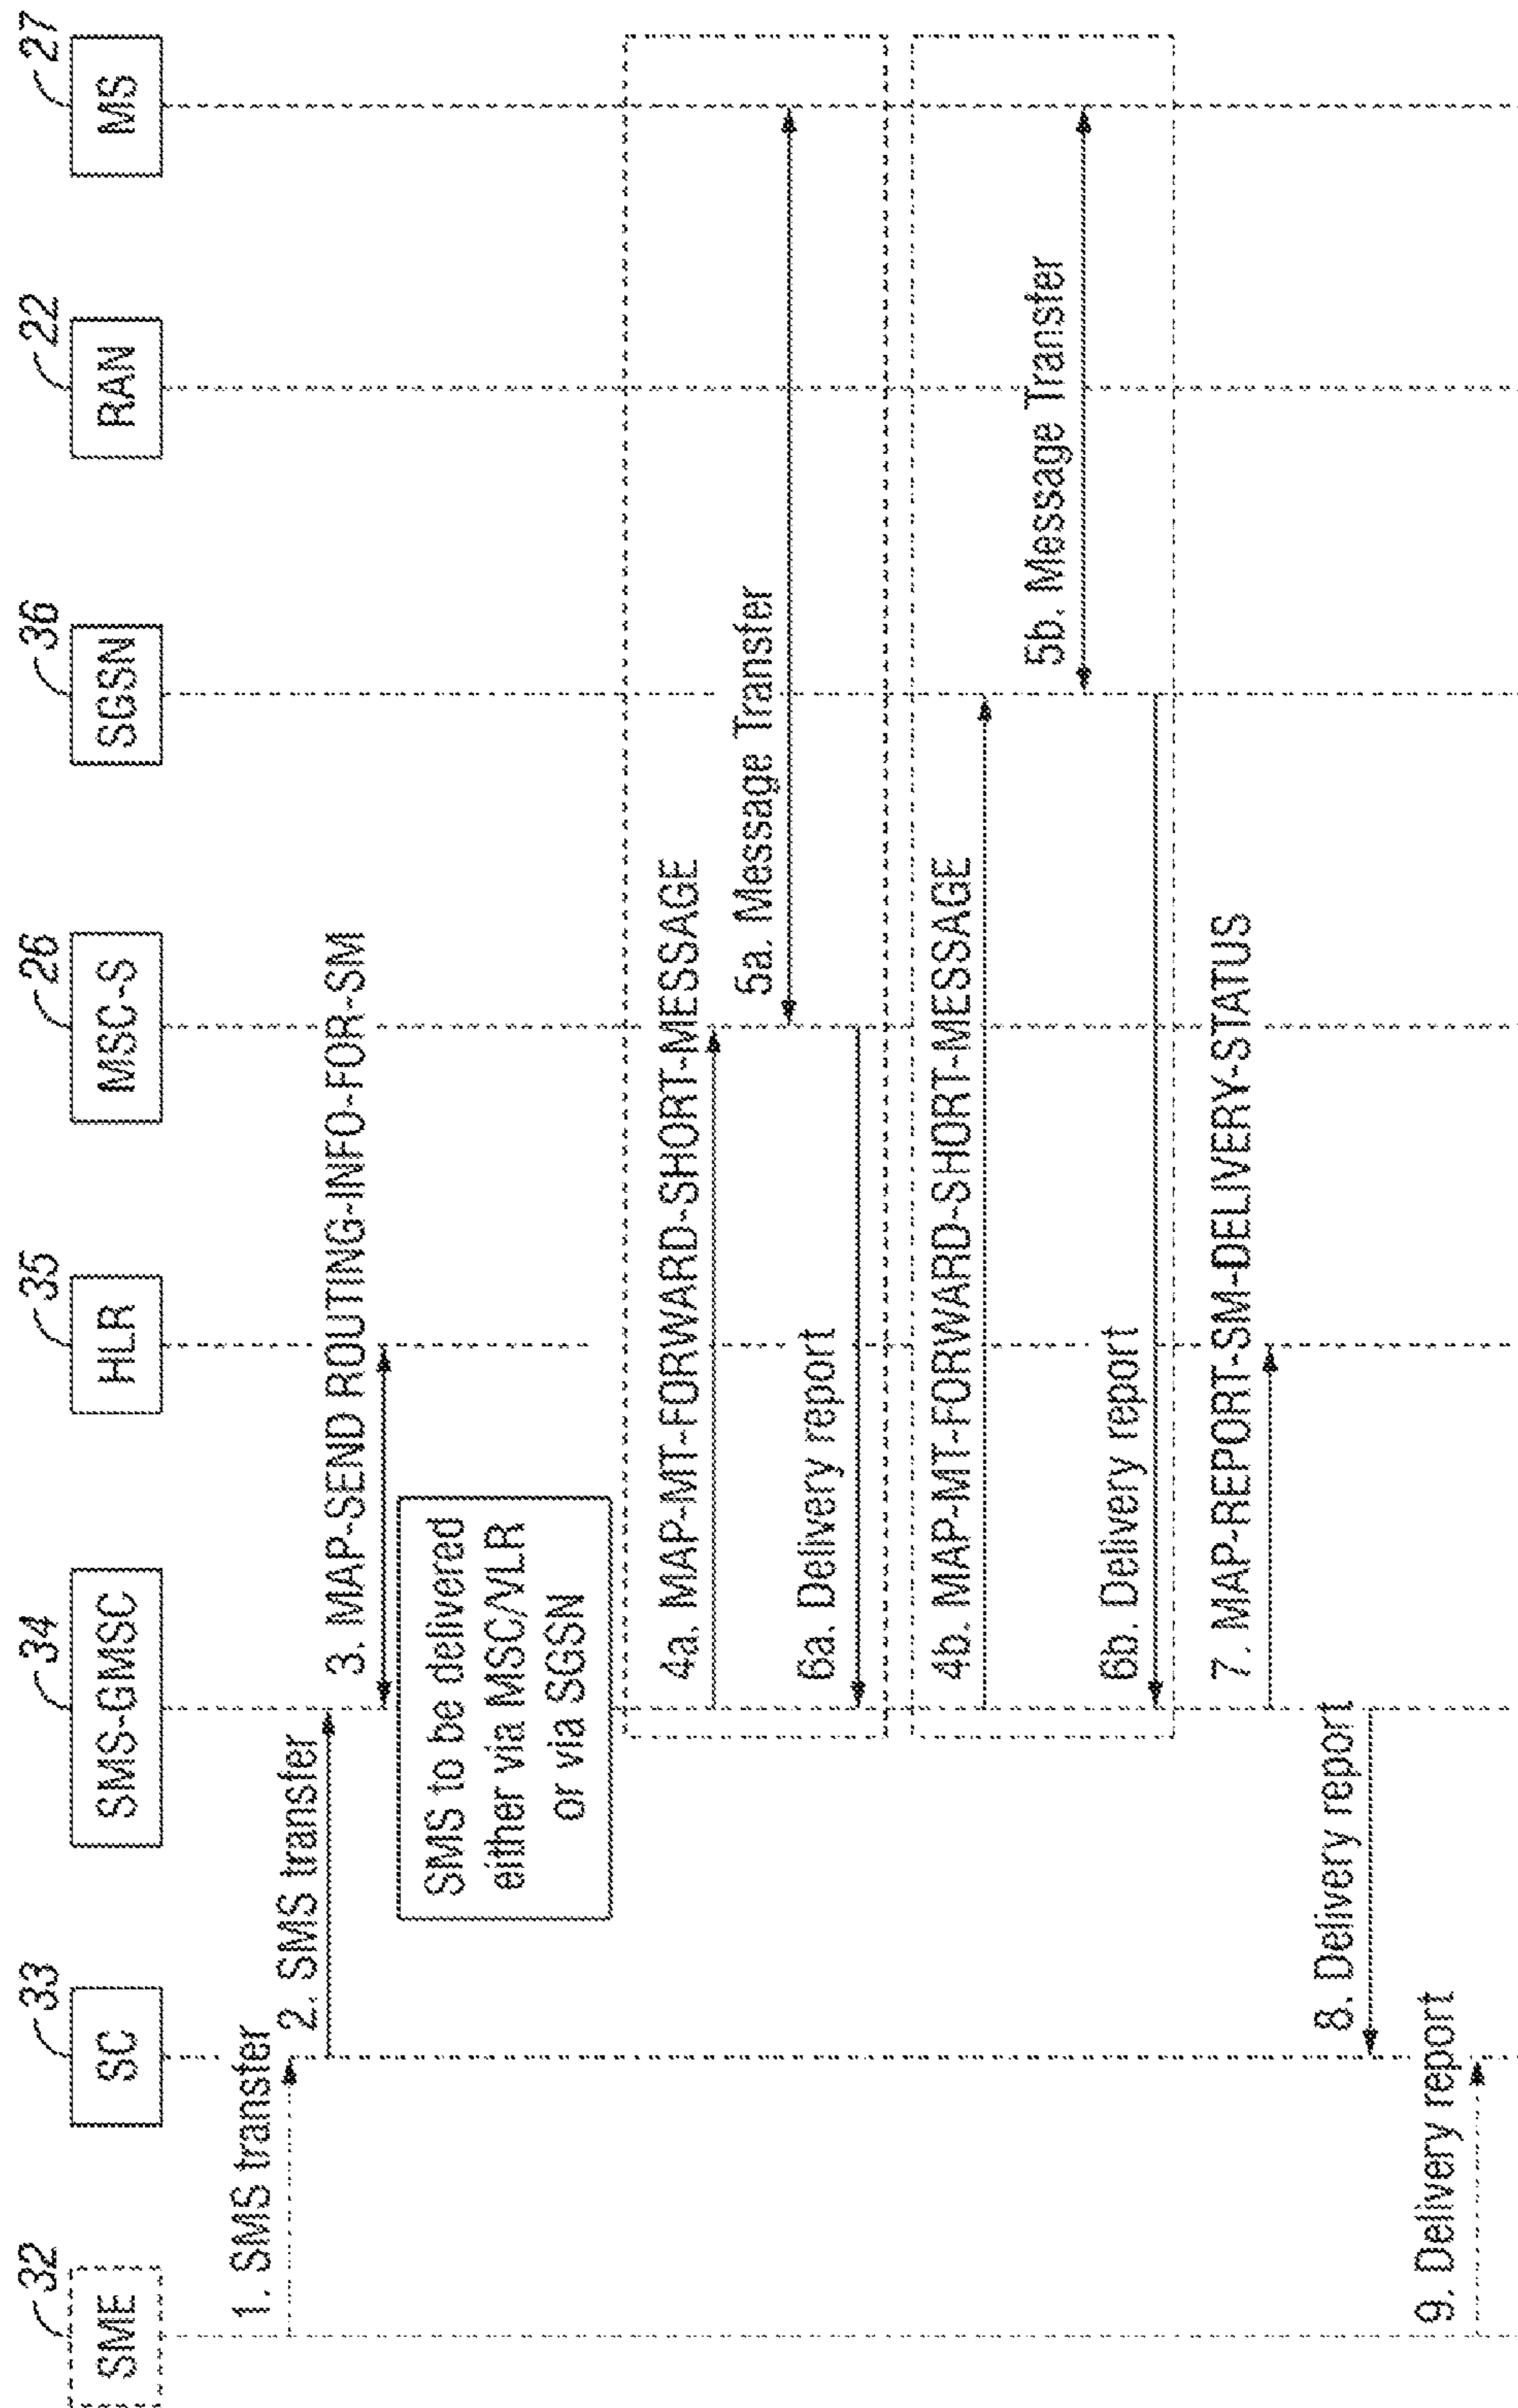 32
SME
33
SC
34
SMS-GMSC
35
HLR
26
MSC-S
36
SGSN
22
RAN
27
MS
1. SMS transfer
2. SMS transfer
3. MAP-SEND ROUTING-INFO-FOR-SM
SMS to be delivered
either via MSC/VLR
or via SGSN
4a. MAP-MT-FORWARD-SHORT-MESSAGE
5a. Message Transfer
6a. Delivery report
4b. MAP-MT-FORWARD-SHORT-MESSAGE
5b. Message Transfer
6b. Delivery report
7. MAP-REPORT-SM-DELIVERY-STATUS
8. Delivery report
9. Delivery report